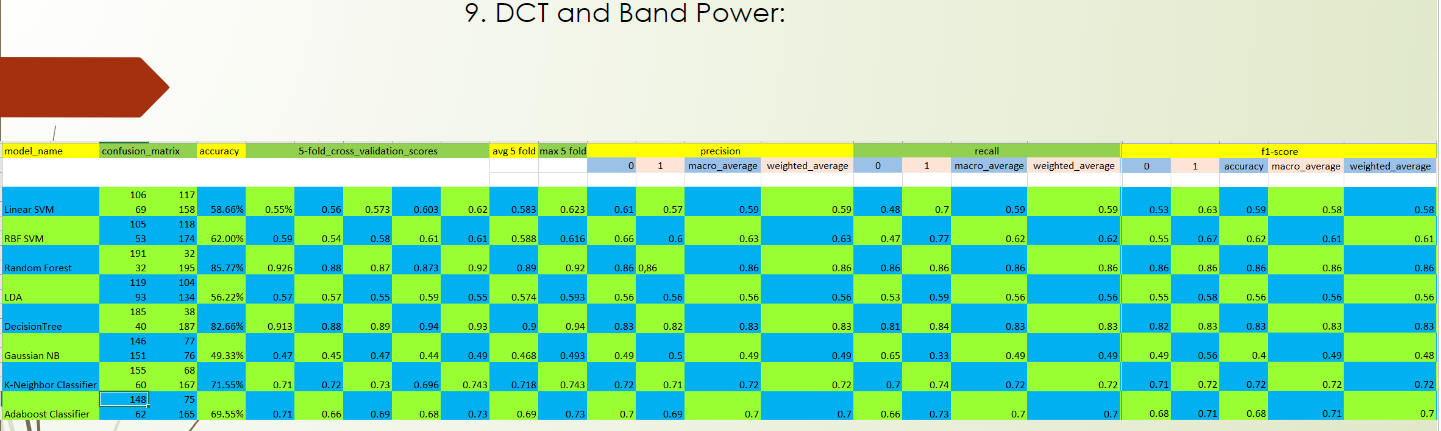 9. DCT and Band Power:
model_name confusion_matrix accuracy 5-fold_cross_validation_scores avg 5 fold max 5 fold precision recall f1-score
0 1 macro_average weighted_average 0 1 macro_average weighted_average 0 1 accuracy macro_average weighted_average
106 117
Linear SVM 69 158 58.66% 0.55% 0.56 0.573 0.603 0.62 0.583 0.623 0.61 0.57 0.59 0.59 0.48 0.7 0.59 0.59 0.53 0.63 0.59 0.58 0.58
105 118
RBF SVM 53 174 62.00% 0.59 0.54 0.58 0.61 0.61 0.588 0.616 0.66 0.6 0.63 0.63 0.47 0.77 0.62 0.62 0.55 0.67 0.62 0.61 0.61
191 32
Random Forest 32 195 85.77% 0.926 0.88 0.87 0.873 0.92 0.89 0.92 0.86 0,86 0.86 0.86 0.86 0.86 0.86 0.86 0.86 0.86 0.86 0.86 0.86
119 104
LDA 93 134 56.22% 0.57 0.57 0.55 0.59 0.55 0.574 0.593 0.56 0.56 0.56 0.56 0.53 0.59 0.56 0.56 0.55 0.58 0.56 0.56 0.56
185 38
DecisionTree 40 187 82.66% 0.913 0.88 0.89 0.94 0.93 0.9 0.94 0.83 0.82 0.83 0.83 0.81 0.84 0.83 0.83 0.82 0.83 0.83 0.83 0.83
146 77
Gaussian NB 151 76 49.33% 0.47 0.45 0.47 0.44 0.49 0.468 0.493 0.49 0.5 0.49 0.49 0.65 0.33 0.49 0.49 0.49 0.56 0.4 0.49 0.48
155 68
K-Neighbor Classifier 60 167 71.55% 0.71 0.72 0.73 0.696 0.743 0.718 0.743 0.72 0.71 0.72 0.72 0.7 0.74 0.72 0.72 0.71 0.72 0.72 0.72 0.72
148 75
Adaboost Classifier 62 165 69.55% 0.71 0.66 0.69 0.68 0.73 0.69 0.73 0.7 0.69 0.7 0.7 0.66 0.73 0.7 0.7 0.68 0.71 0.68 0.71 0.7